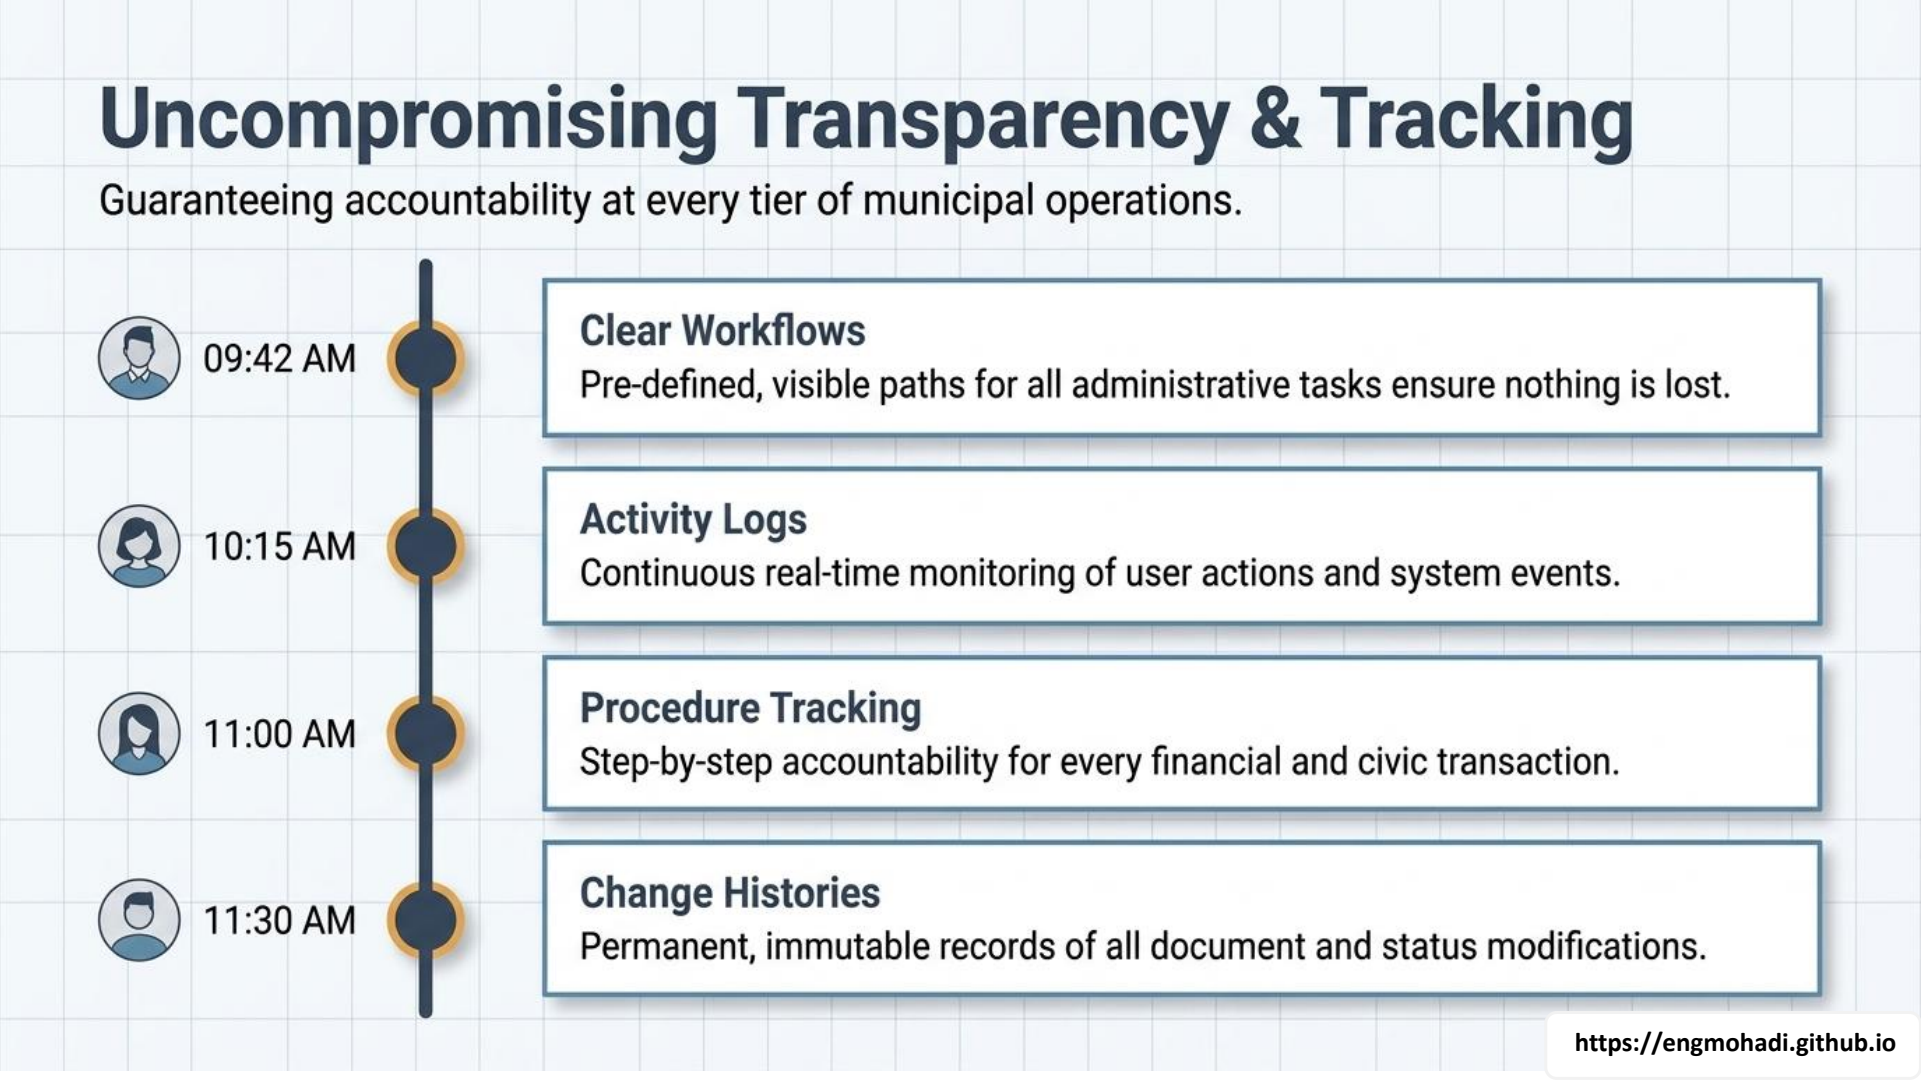 Uncompromising Transparency & Tracking
Guaranteeing accountability at every tier of municipal operations.
09:42 AM
Clear Workflows
Pre-defined, visible paths for all administrative tasks ensure nothing is lost.
10:15 AM
Activity Logs
Continuous real-time monitoring of user actions and system events.
11:00 AM
Procedure Tracking
Step-by-step accountability for every financial and civic transaction.
11:30 AM
Change Histories
Permanent, immutable records of all document and status modifications.
https://engmohadi.github.io